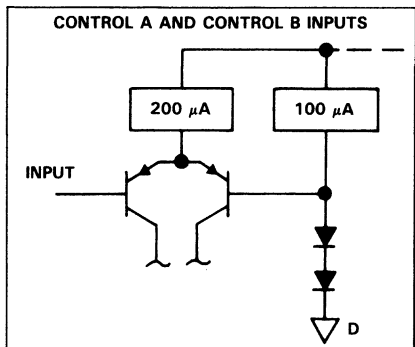 CONTROL A AND CONTROL B INPUTS
200 μA
100 μA
INPUT
D